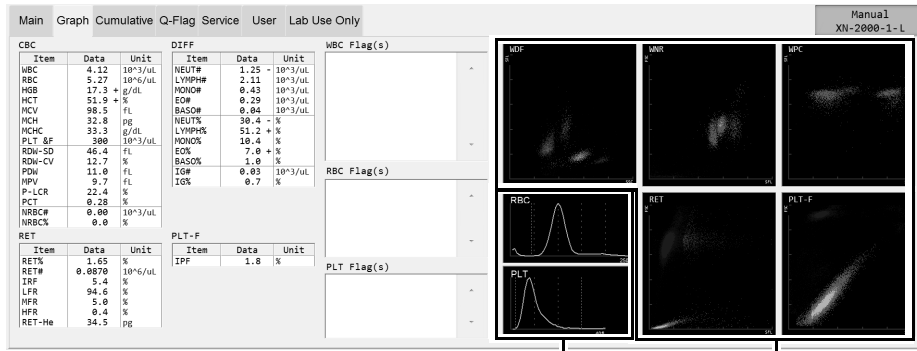 Main Graph Cumulative Q-Flag Service User Lab Use Only
Manual
XN-2000-1-L
CBC
Item Data Unit
WBC 4.12 10^3/uL
RBC 5.27 10^6/uL
HGB 17.3 + g/dL
HCT 51.9 + %
MCV 98.5 fL
MCH 32.8 pg
MCHC 33.3 g/dL
PLT &F 300 10^3/uL
RDW-SD 46.4 fL
RDW-CV 12.7 %
PDW 11.0 fL
MPV 9.7 fL
P-LCR 22.4 %
PCT 0.28 %
NRBC# 0.00 10^3/uL
NRBC% 0.0 %
RET
Item Data Unit
RET% 1.65 %
RET# 0.0870 10^6/uL
IRF 5.4 %
LFR 94.6 %
MFR 5.0 %
HFR 0.4 %
RET-He 34.5 pg
DIFF
Item Data Unit
NEUT# 1.25 - 10^3/uL
LYMPH# 2.11 10^3/uL
MONO# 0.43 10^3/uL
EO# 0.29 10^3/uL
BASO# 0.04 10^3/uL
NEUT% 30.4 - %
LYMPH% 51.2 + %
MONO% 10.4 %
EO% 7.0 + %
BASO% 1.0 %
IG# 0.03 10^3/uL
IG% 0.7 %
PLT-F
Item Data Unit
IPF 1.8 %
WBC Flag(s)
RBC Flag(s)
PLT Flag(s)
WDF
SFL
SSC
WNR
FSC
SFL
WPC
RBC
250
PLT
40fL
RET
FSC
SFL
PLT-F